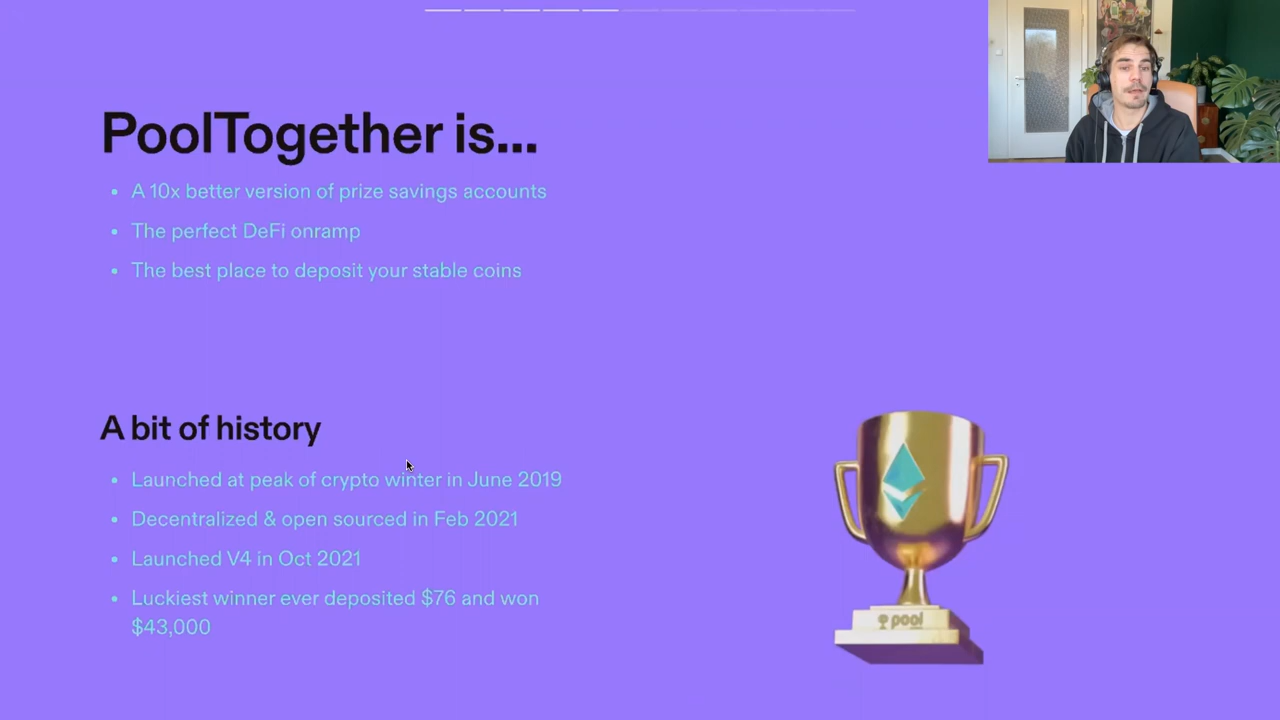 PoolTogether is...
A 10x better version of prize savings accounts
The perfect DeFi onramp
The best place to deposit your stable coins
A bit of history
Launched at peak of crypto winter in June 2019
Decentralized & open sourced in Feb 2021
Launched V4 in Oct 2021
Luckiest winner ever deposited $76 and won
$43,000
pool